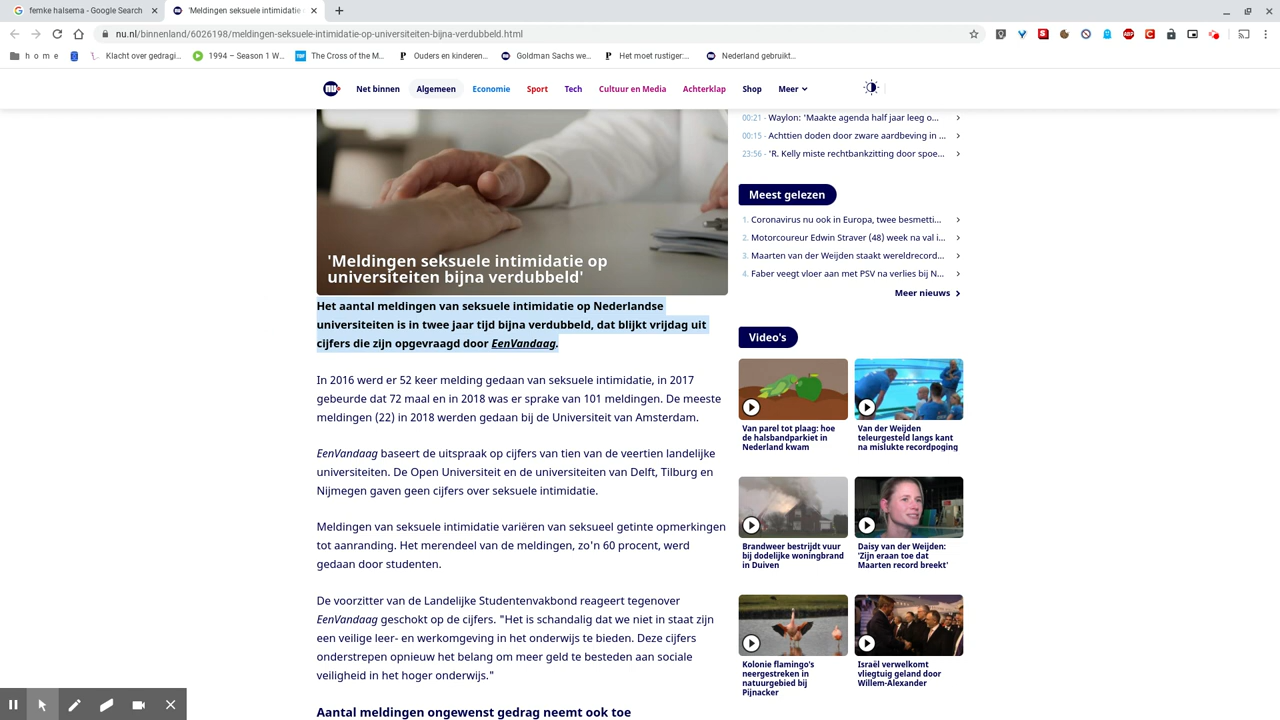 femke halsema - Google Search
'Meldingen seksuele intimidatie
nu.nl/binnenland/6026198/meldingen-seksuele-intimidatie-op-universiteiten-bijna-verdubbeld.html
h o m e
Klacht over gedragi...
1994 – Season 1 W...
The Cross of the M...
Ouders en kinderen...
Goldman Sachs we...
Het moet rustiger:...
Nederland gebruikt...
nu
Net binnen
Algemeen
Economie
Sport
Tech
Cultuur en Media
Achterklap
Shop
Meer
'Meldingen seksuele intimidatie op
universiteiten bijna verdubbeld'
Het aantal meldingen van seksuele intimidatie op Nederlandse
universiteiten is in twee jaar tijd bijna verdubbeld, dat blijkt vrijdag uit
cijfers die zijn opgevraagd door EenVandaag.
In 2016 werd er 52 keer melding gedaan van seksuele intimidatie, in 2017
gebeurde dat 72 maal en in 2018 was er sprake van 101 meldingen. De meeste
meldingen (22) in 2018 werden gedaan bij de Universiteit van Amsterdam.
EenVandaag baseert de uitspraak op cijfers van tien van de veertien landelijke
universiteiten. De Open Universiteit en de universiteiten van Delft, Tilburg en
Nijmegen gaven geen cijfers over seksuele intimidatie.
Meldingen van seksuele intimidatie variëren van seksueel getinte opmerkingen
tot aanranding. Het merendeel van de meldingen, zo'n 60 procent, werd
gedaan door studenten.
De voorzitter van de Landelijke Studentenvakbond reageert tegenover
EenVandaag geschokt op de cijfers. "Het is schandalig dat we niet in staat zijn
een veilige leer- en werkomgeving in het onderwijs te bieden. Deze cijfers
onderstrepen opnieuw het belang om meer geld te besteden aan sociale
veiligheid in het hoger onderwijs."
Aantal meldingen ongewenst gedrag neemt ook toe
00:21 - Waylon: 'Maakte agenda half jaar leeg o...
00:15 - Achttien doden door zware aardbeving in ...
23:56 - 'R. Kelly miste rechtbankzitting door spoe...
Meest gelezen
1. Coronavirus nu ook in Europa, twee besmetti...
2. Motorcoureur Edwin Straver (48) week na val i...
3. Maarten van der Weijden staakt wereldrecord...
4. Faber veegt vloer aan met PSV na verlies bij N...
Meer nieuws
Video's
Van parel tot plaag: hoe
de halsbandparkiet in
Nederland kwam
Van der Weijden
teleurgesteld langs kant
na mislukte recordpoging
Brandweer bestrijdt vuur
bij dodelijke woningbrand
in Duiven
Daisy van der Weijden:
'Zijn eraan toe dat
Maarten record breekt'
Kolonie flamingo's
neergestreken in
natuurgebied bij
Pijnacker
Israël verwelkomt
vliegtuig geland door
Willem-Alexander